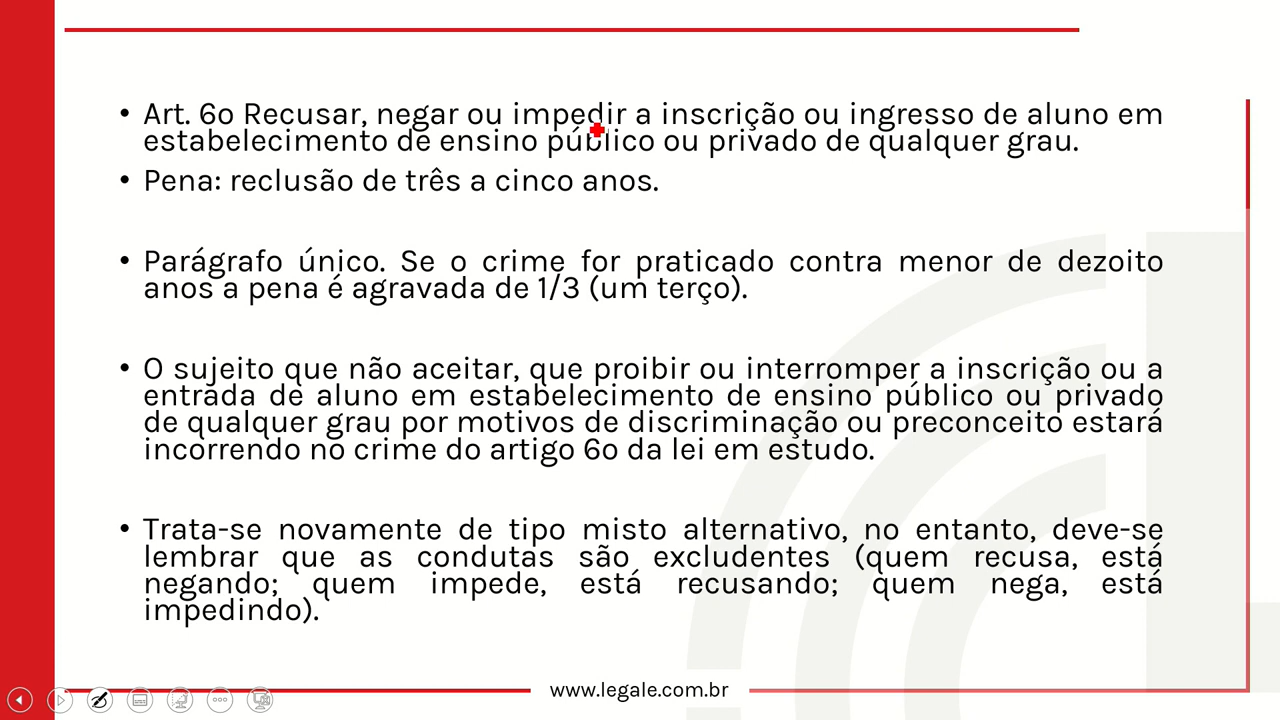 • Art. 6o Recusar, negar ou impedir a inscrição ou ingresso de aluno em
estabelecimento de ensino público ou privado de qualquer grau.
• Pena: reclusão de três a cinco anos.
• Parágrafo único. Se o crime for praticado contra menor de dezoito
anos a pena é agravada de 1/3 (um terço).
• O sujeito que não aceitar, que proibir ou interromper a inscrição ou a
entrada de aluno em estabelecimento de ensino público ou privado
de qualquer grau por motivos de discriminação ou preconceito estará
incorrendo no crime do artigo 6o da lei em estudo.
• Trata-se novamente de tipo misto alternativo, no entanto, deve-se
lembrar que as condutas são excludentes (quem recusa, está
negando; quem impede, está recusando; quem nega, está
impedindo).
www.legale.com.br